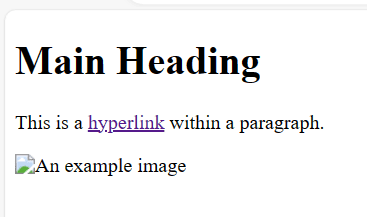 Main Heading
This is a hyperlink within a paragraph.
An example image